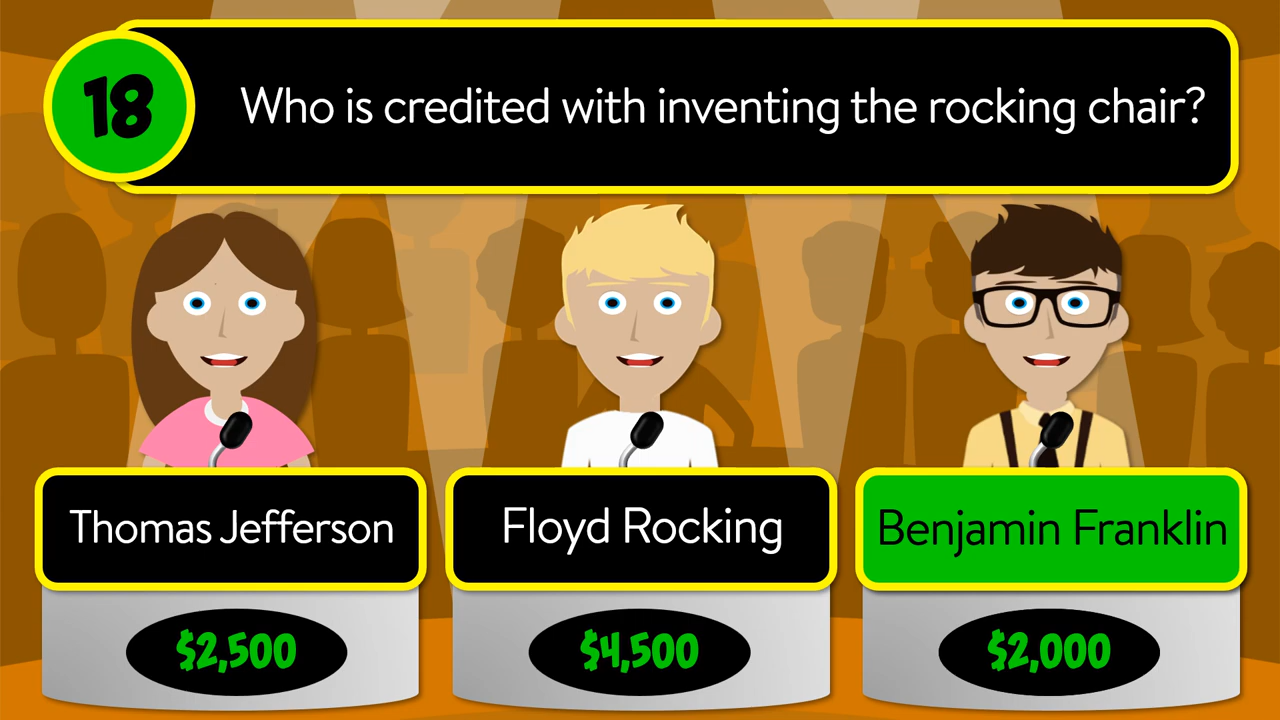 18
Who is credited with inventing the rocking chair?
Thomas Jefferson
Floyd Rocking
Benjamin Franklin
$2,500
$4,500
$2,000